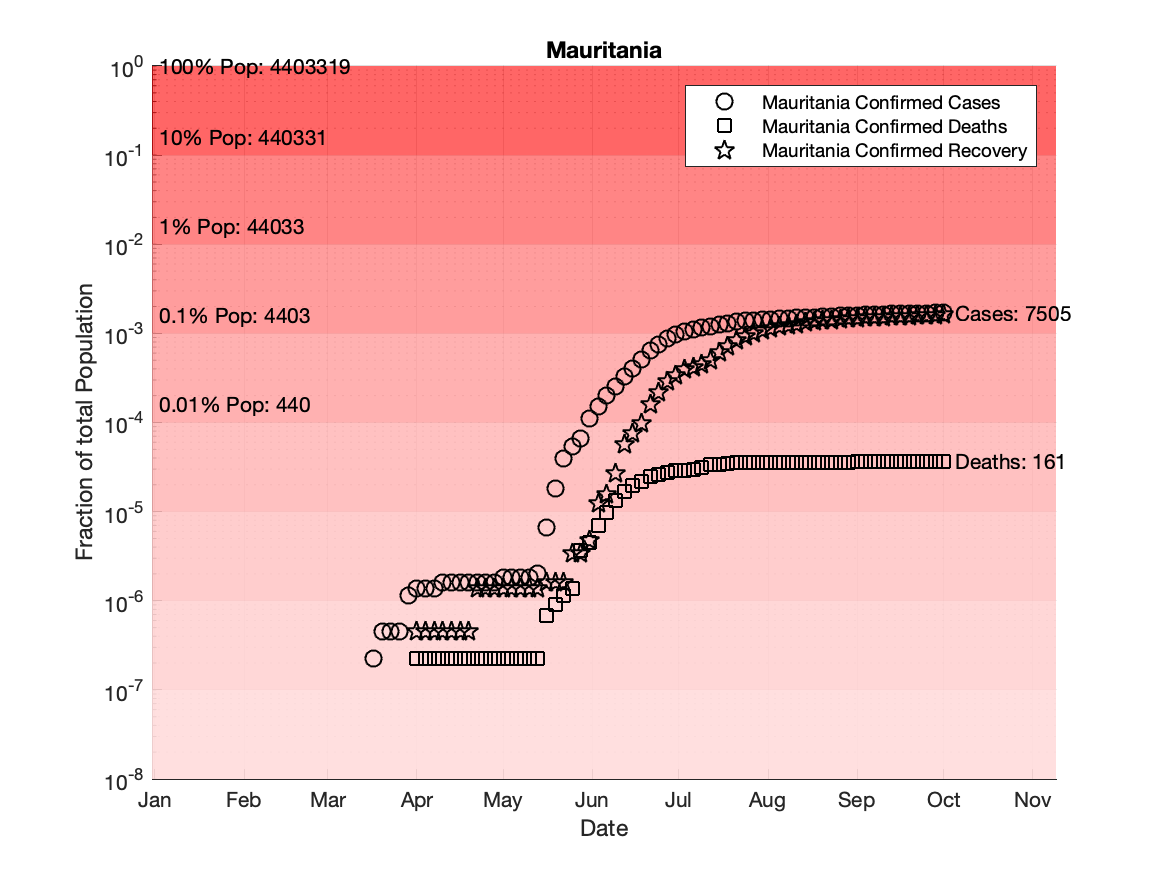 Mauritania
10⁰
100% Pop: 4403319
Mauritania Confirmed Cases
Mauritania Confirmed Deaths
Mauritania Confirmed Recovery
10% Pop: 440331
10⁻¹
1% Pop: 44033
10⁻²
0.1% Pop: 4403
Cases: 7505
10⁻³
0.01% Pop: 440
10⁻⁴
Deaths: 161
10⁻⁵
10⁻⁶
10⁻⁷
10⁻⁸
Fraction of total Population
Jan Feb Mar Apr May Jun Jul Aug Sep Oct Nov
Date